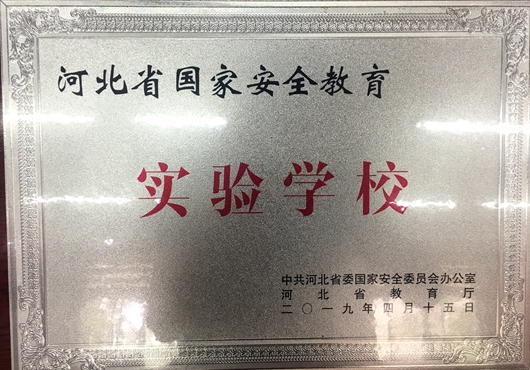 河北省国家安全教育
实验学校
中共河北省委国家安全委员会办公室
河北省教育厅
二〇一九年四月十五日